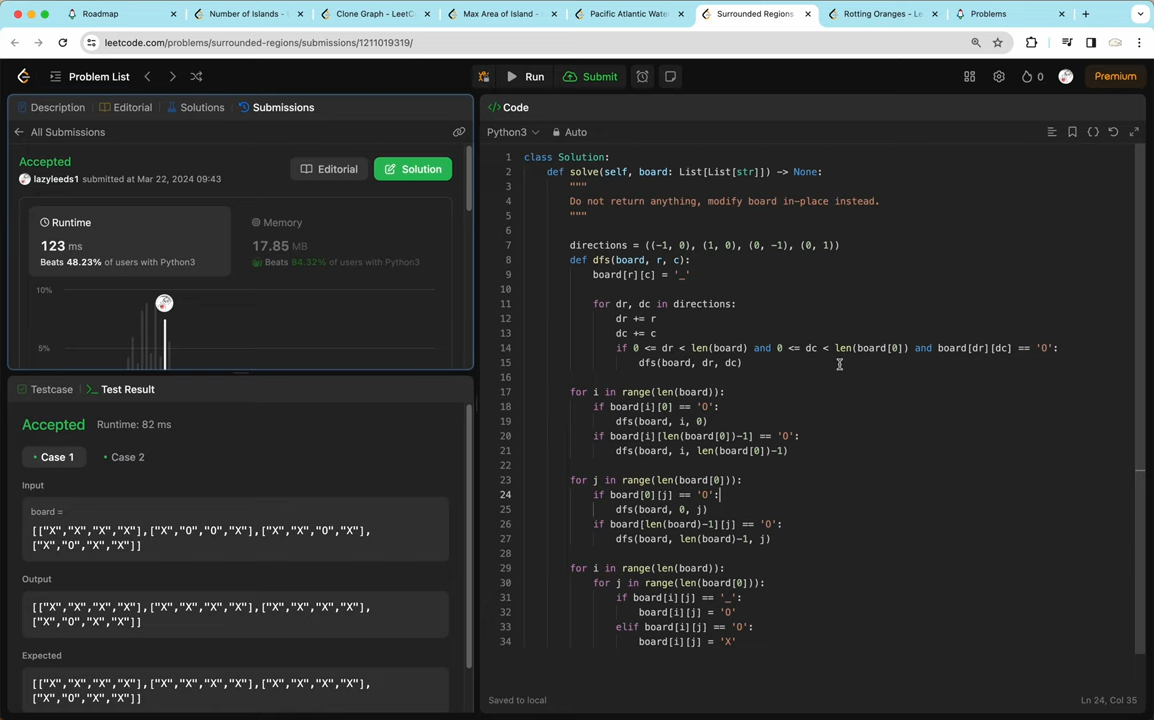 Roadmap
Number of Islands -
Clone Graph - LeetC
Max Area of Island -
Pacific Atlantic Wate
Surrounded Regions
Rotting Oranges - Le
Problems
leetcode.com/problems/surrounded-regions/submissions/1211019319/
Problem List
Run
Submit
0
Premium
Description
Editorial
Solutions
Submissions
All Submissions
Accepted
lazyleeds1 submitted at Mar 22, 2024 09:43
Editorial
Solution
Runtime
123 ms
Beats 48.23% of users with Python3
Memory
17.85 MB
Beats 84.32% of users with Python3
10%
5%
Testcase
Test Result
Accepted Runtime: 82 ms
Case 1
Case 2
Input
board =
[["X","X","X","X"],["X","O","O","X"],["X","X","O","X"],
["X","O","X","X"]]
Output
[["X","X","X","X"],["X","X","X","X"],["X","X","X","X"],
["X","O","X","X"]]
Expected
[["X","X","X","X"],["X","X","X","X"],["X","X","X","X"],
["X","O","X","X"]]
</> Code
Python3
Auto
1 class Solution:
2 def solve(self, board: List[List[str]]) -> None:
3 """
4 Do not return anything, modify board in-place instead.
5 """
6
7 directions = ((-1, 0), (1, 0), (0, -1), (0, 1))
8 def dfs(board, r, c):
9 board[r][c] = '_'
10
11 for dr, dc in directions:
12 dr += r
13 dc += c
14 if 0 <= dr < len(board) and 0 <= dc < len(board[0]) and board[dr][dc] == 'O':
15 dfs(board, dr, dc)
16
17 for i in range(len(board)):
18 if board[i][0] == 'O':
19 dfs(board, i, 0)
20 if board[i][len(board[0])-1] == 'O':
21 dfs(board, i, len(board[0])-1)
22
23 for j in range(len(board[0])):
24 if board[0][j] == 'O':
25 dfs(board, 0, j)
26 if board[len(board)-1][j] == 'O':
27 dfs(board, len(board)-1, j)
28
29 for i in range(len(board)):
30 for j in range(len(board[0])):
31 if board[i][j] == '_':
32 board[i][j] = 'O'
33 elif board[i][j] == 'O':
34 board[i][j] = 'X'
Saved to local
Ln 24, Col 35